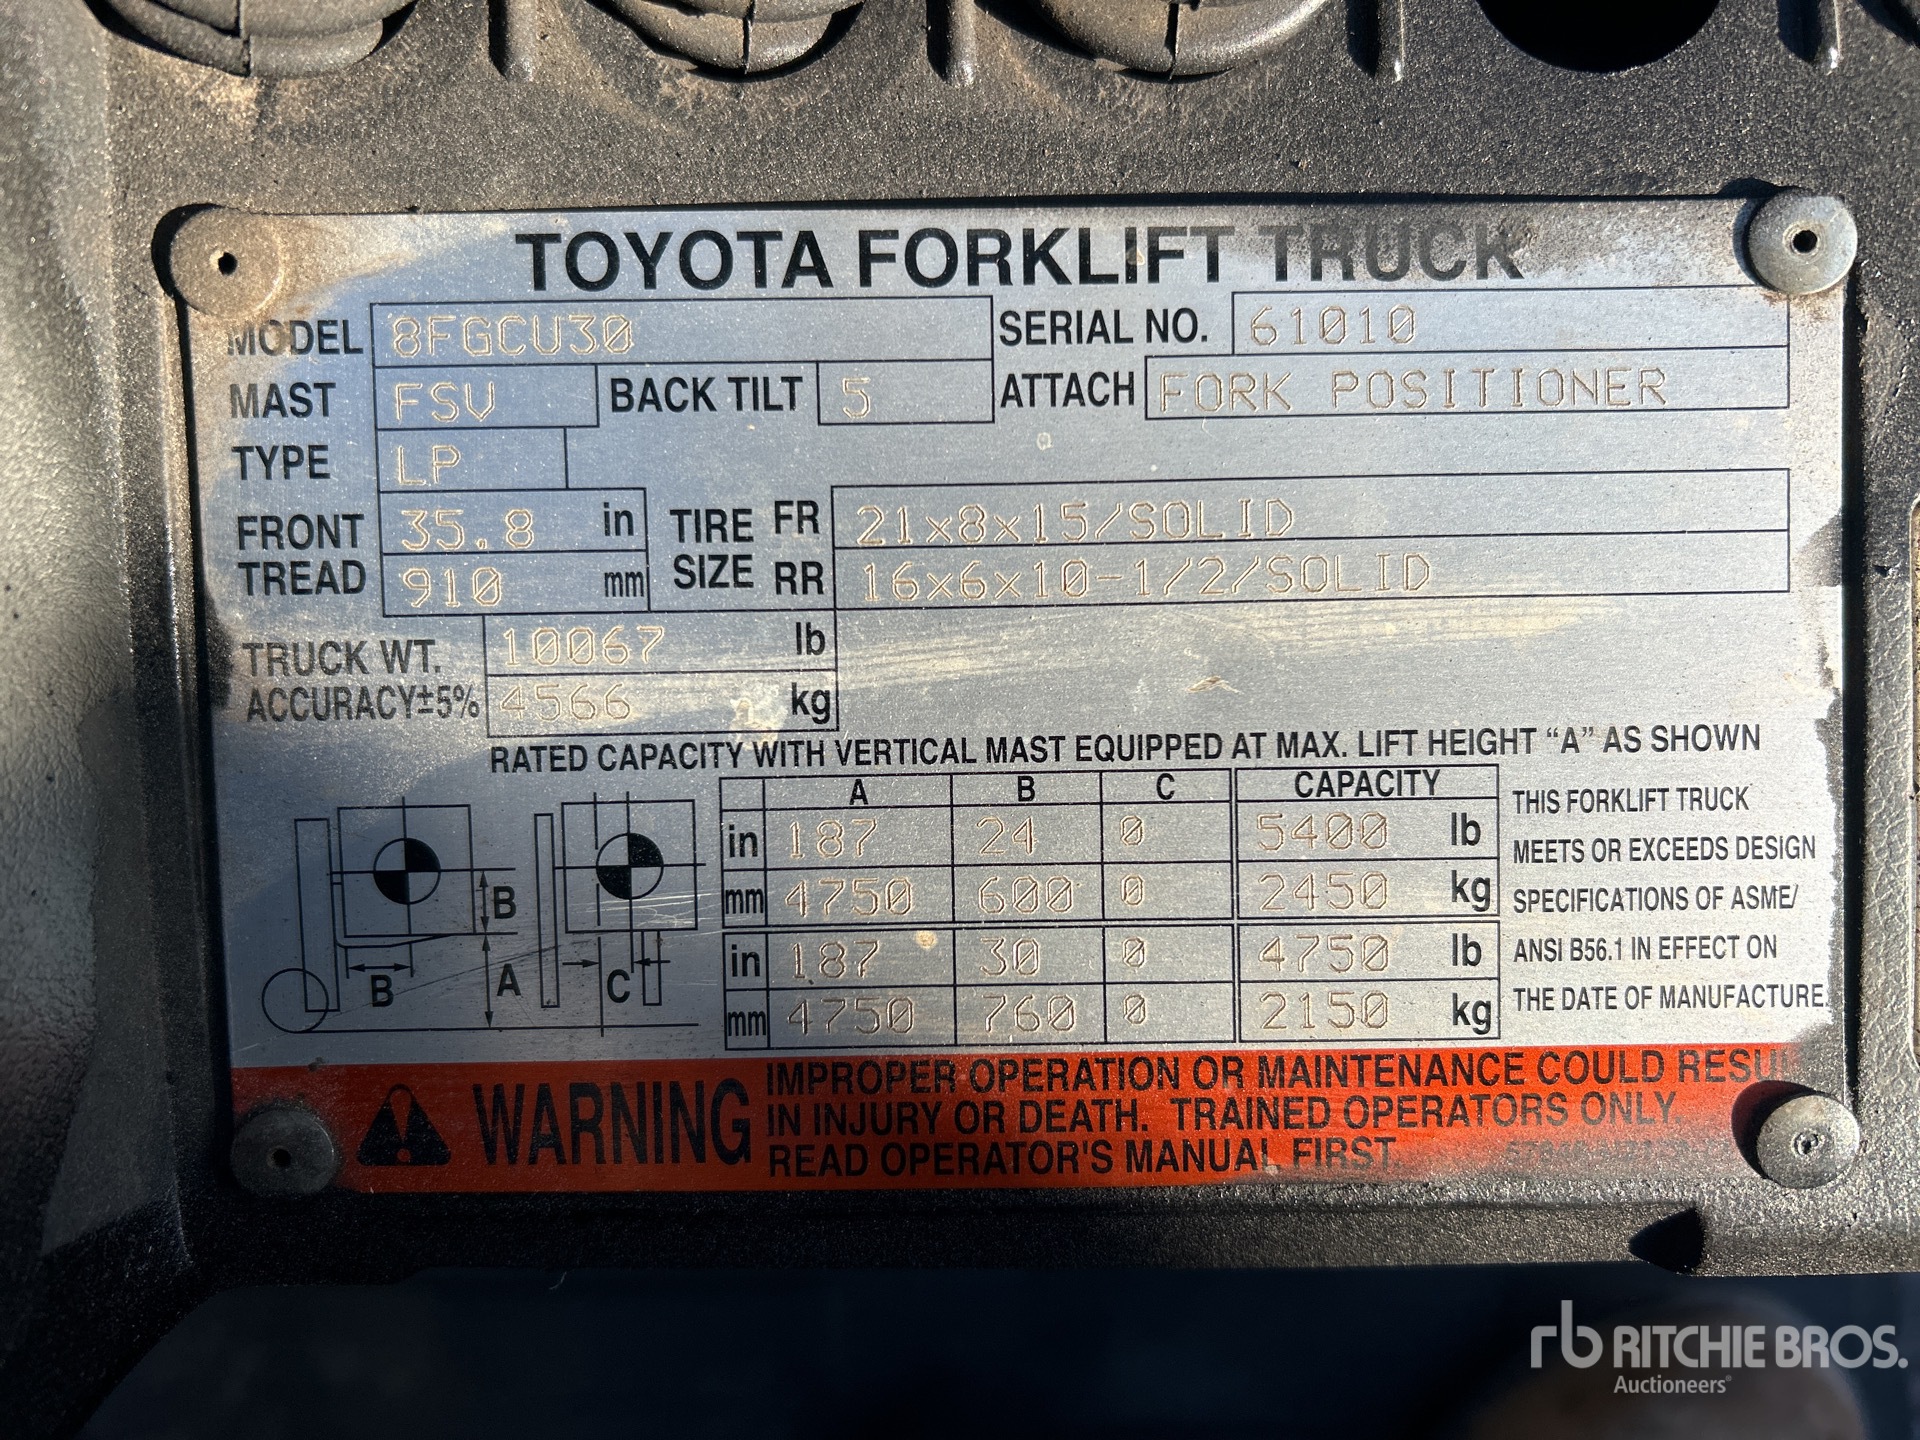 TOYOTA FORKLIFT TRUCK
MODEL 8FGCU30 SERIAL NO. 61010
MAST FSV BACK TILT 5 ATTACH FORK POSITIONER
TYPE LP
FRONT TREAD 35.8 in TIRE SIZE FR 21x8x15/SOLID
910 mm RR 16x6x10-1/2/SOLID
TRUCK WT. 10067 lb
ACCURACY±5% 4566 kg
RATED CAPACITY WITH VERTICAL MAST EQUIPPED AT MAX. LIFT HEIGHT "A" AS SHOWN
A B C CAPACITY
in 187 24 0 5400 lb
mm 4750 600 0 2450 kg
in 187 30 0 4750 lb
mm 4750 760 0 2150 kg
B
B A C
THIS FORKLIFT TRUCK
MEETS OR EXCEEDS DESIGN
SPECIFICATIONS OF ASME/
ANSI B56.1 IN EFFECT ON
THE DATE OF MANUFACTURE.
WARNING
IMPROPER OPERATION OR MAINTENANCE COULD RESUL
IN INJURY OR DEATH. TRAINED OPERATORS ONLY.
READ OPERATOR'S MANUAL FIRST.
rb RITCHIE BROS.
Auctioneers